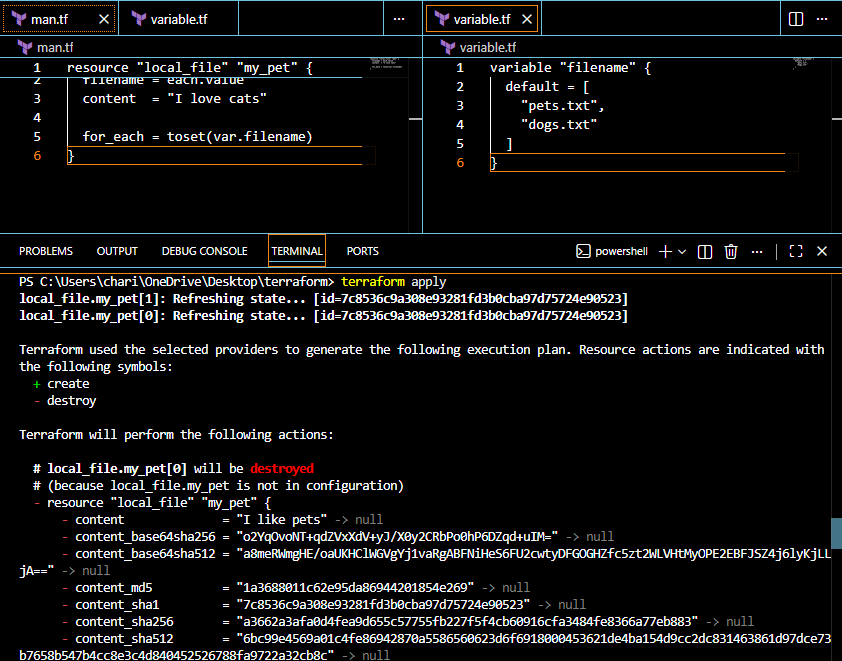 man.tf
variable.tf
...
variable.tf
...
man.tf
variable.tf
1 resource "local_file" "my_pet" {
2 filename = each.value
3 content  = "I love cats"
4
5 for_each = toset(var.filename)
6 }
1 variable "filename" {
2 default = [
3 "pets.txt",
4 "dogs.txt"
5 ]
6 }
PROBLEMS OUTPUT DEBUG CONSOLE TERMINAL PORTS powershell
PS C:\Users\chari\OneDrive\Desktop\terraform> terraform apply
local_file.my_pet[1]: Refreshing state... [id=7c8536c9a308e93281fd3b0cba97d75724e90523]
local_file.my_pet[0]: Refreshing state... [id=7c8536c9a308e93281fd3b0cba97d75724e90523]
Terraform used the selected providers to generate the following execution plan. Resource actions are indicated with
the following symbols:
+ create
- destroy
Terraform will perform the following actions:
# local_file.my_pet[0] will be destroyed
# (because local_file.my_pet is not in configuration)
- resource "local_file" "my_pet" {
- content = "I like pets" -> null
- content_base64sha256 = "o2YqOvoNT+qdZVxXdV+yJ/X0y2CRbPo0hP6DZqd+uIM=" -> null
- content_base64sha512 = "a8meRWmgHE/oaUKHClWGVgYj1vaRgABFNiHeS6FU2cwtyDFGOGHZfc5zt2WLVHtMyOPE2EBFJSZ4j6lyKjLL
jA==" -> null
- content_md5 = "1a3688011c62e95da86944201854e269" -> null
- content_sha1 = "7c8536c9a308e93281fd3b0cba97d75724e90523" -> null
- content_sha256 = "a3662a3afa0d4fea9d655c57755fb227f5f4cb60916cfa3484fe8366a77eb883" -> null
- content_sha512 = "6bc99e4569a01c4fe86942870a5586560623d6f6918000453621de4ba154d9cc2dc831463861d97dce73
b7658b547b4cc8e3c4d840452526788fa9722a32cb8c" -> null